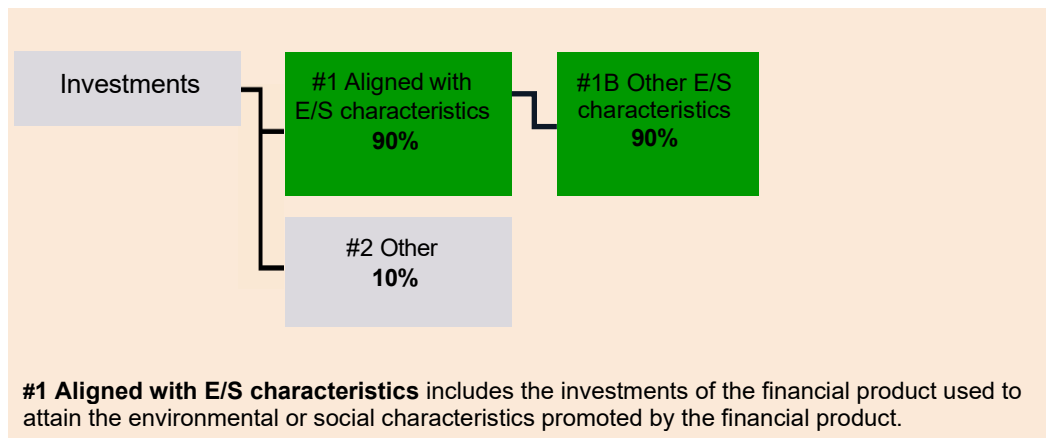 Investments
#1 Aligned with
E/S characteristics
90%
#1B Other E/S
characteristics
90%
#2 Other
10%
#1 Aligned with E/S characteristics includes the investments of the financial product used to
attain the environmental or social characteristics promoted by the financial product.